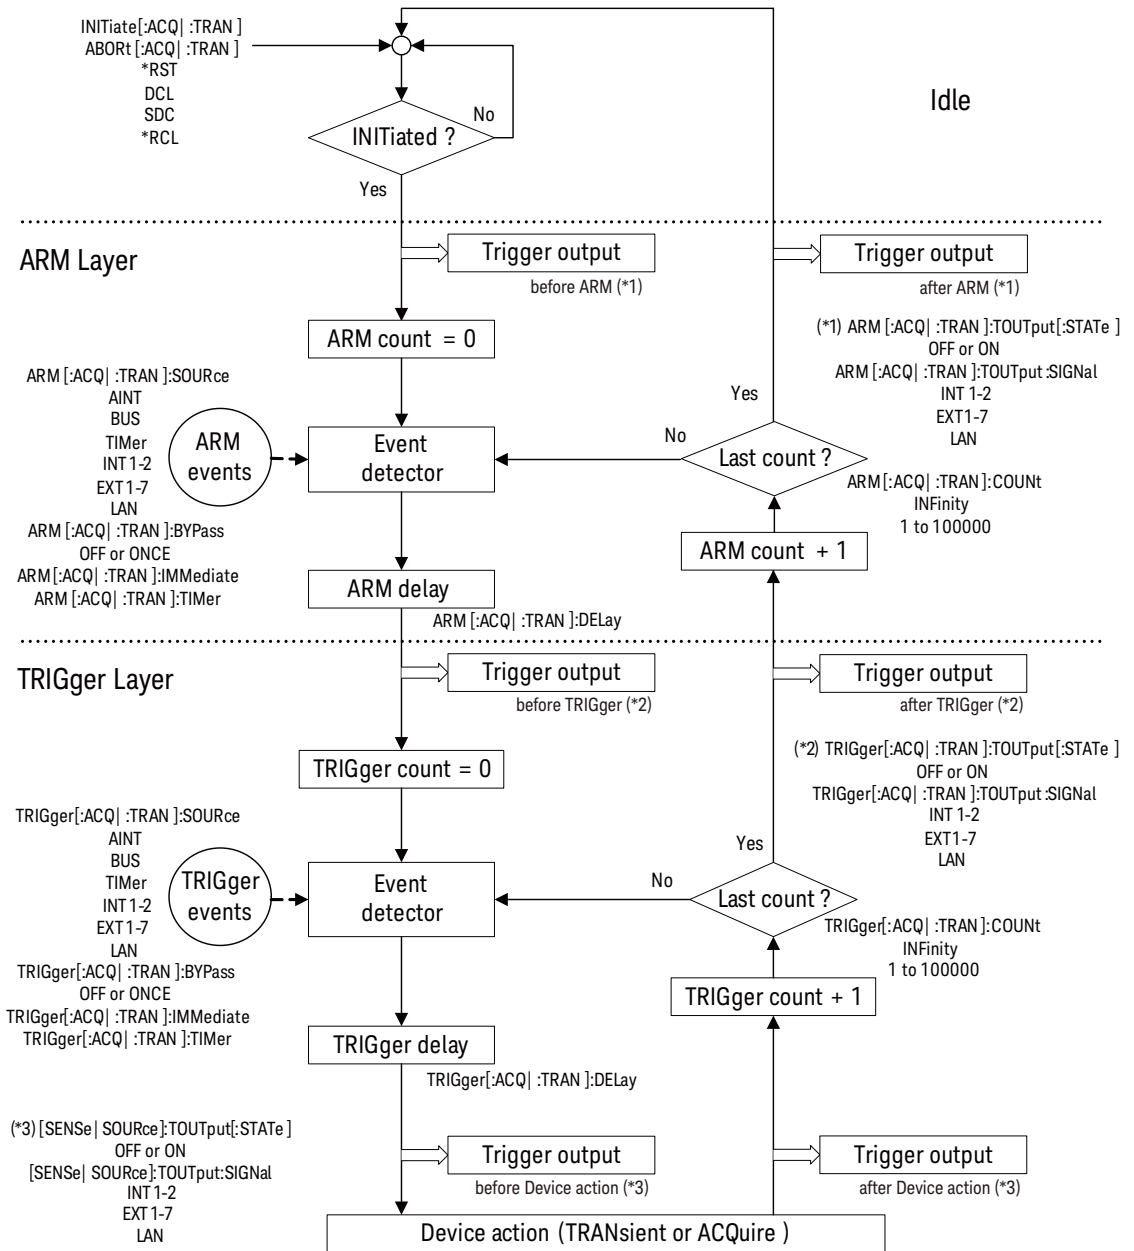 INITiate[:ACQ| :TRAN ]
ABORt [:ACQ| :TRAN ]
*RST
DCL
SDC
*RCL
INITiated ?
No
Yes
Idle
ARM Layer
Trigger output
before ARM (*1)
Trigger output
after ARM (*1)
ARM count = 0
(*1) ARM [:ACQ| :TRAN ]:TOUTput[:STATe ]
OFF or ON
ARM [:ACQ| :TRAN ]:TOUTput :SIGNal
INT 1-2
EXT1-7
LAN
ARM [:ACQ| :TRAN ]:SOURce
AINT
BUS
TIMer
INT 1-2
EXT 1-7
LAN
ARM [:ACQ| :TRAN ]:BYPass
OFF or ONCE
ARM [:ACQ| :TRAN ]:IMMediate
ARM [:ACQ| :TRAN ]:TIMer
ARM
events
Event
detector
No
Yes
Last count ?
ARM [:ACQ| :TRAN ]:COUNt
INFinity
1 to 100000
ARM count + 1
ARM delay
ARM [:ACQ| :TRAN ]:DELay
TRIGger Layer
Trigger output
before TRIGger (*2)
Trigger output
after TRIGger (*2)
TRIGger count = 0
(*2) TRIGger[:ACQ| :TRAN ]:TOUTput[:STATe ]
OFF or ON
TRIGger[:ACQ| :TRAN ]:TOUTput :SIGNal
INT 1-2
EXT1-7
LAN
TRIGger[:ACQ| :TRAN ]:SOURce
AINT
BUS
TIMer
INT 1-2
EXT 1-7
LAN
TRIGger[:ACQ| :TRAN ]:BYPass
OFF or ONCE
TRIGger[:ACQ| :TRAN ]:IMMediate
TRIGger[:ACQ| :TRAN ]:TIMer
TRIGger
events
Event
detector
No
Yes
Last count ?
TRIGger[:ACQ| :TRAN ]:COUNt
INFinity
1 to 100000
TRIGger count + 1
TRIGger delay
TRIGger[:ACQ| :TRAN ]:DELay
(*3) [SENSe| SOURce]:TOUTput[:STATe ]
OFF or ON
[SENSe| SOURce]:TOUTput:SIGNal
INT 1-2
EXT 1-7
LAN
Trigger output
before Device action (*3)
Trigger output
after Device action (*3)
Device action (TRANsient or ACQuire )